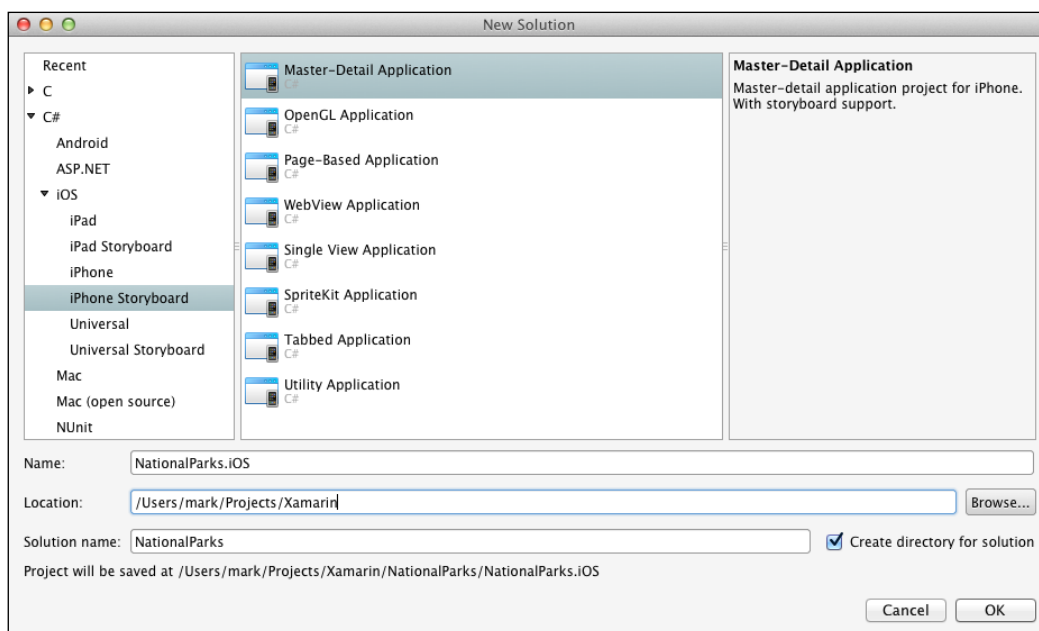 New Solution
Recent
C
C#
Android
ASP.NET
iOS
iPad
iPad Storyboard
iPhone
iPhone Storyboard
Universal
Universal Storyboard
Mac
Mac (open source)
NUnit
Master-Detail Application
C#
OpenGL Application
C#
Page-Based Application
C#
WebView Application
C#
Single View Application
C#
SpriteKit Application
C#
Tabbed Application
C#
Utility Application
C#
Master-Detail Application
Master-detail application project for iPhone.
With storyboard support.
Name: NationalParks.iOS
Location: /Users/mark/Projects/Xamarin Browse...
Solution name: NationalParks Create directory for solution
Project will be saved at /Users/mark/Projects/Xamarin/NationalParks/NationalParks.iOS
Cancel OK